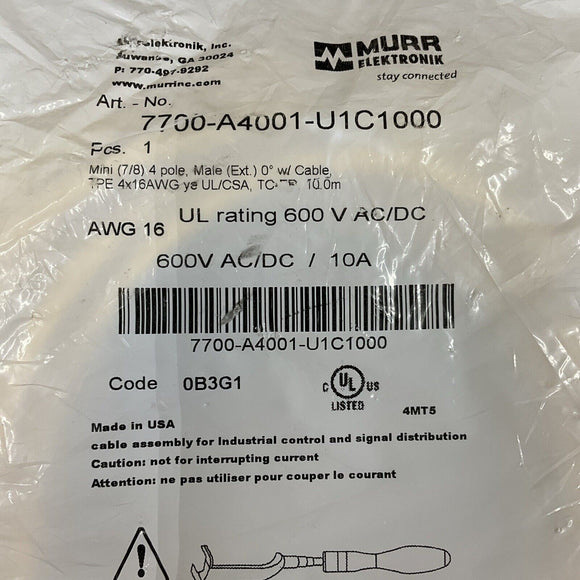 Inc.
MURR
ELEKTRONIK
stay connected
GA 30024
P: 770-497-9292
www.murrinc.com
Art. - No.
7700-A4001-U1C1000
Pcs. 1
Mini (7/8) 4 pole, Male (Ext.) 0° w/ Cable,
4x16AWG ye UL/CSA, 10.0m
AWG 16 UL rating 600 V AC/DC
600V AC/DC / 10A
7700-A4001-U1C1000
Code 0B3G1
C UL US
LISTED
4MT5
Made in USA
cable assembly for Industrial control and signal distribution
Caution: not for interrupting current
Attention: ne pas utiliser pour couper le courant
!